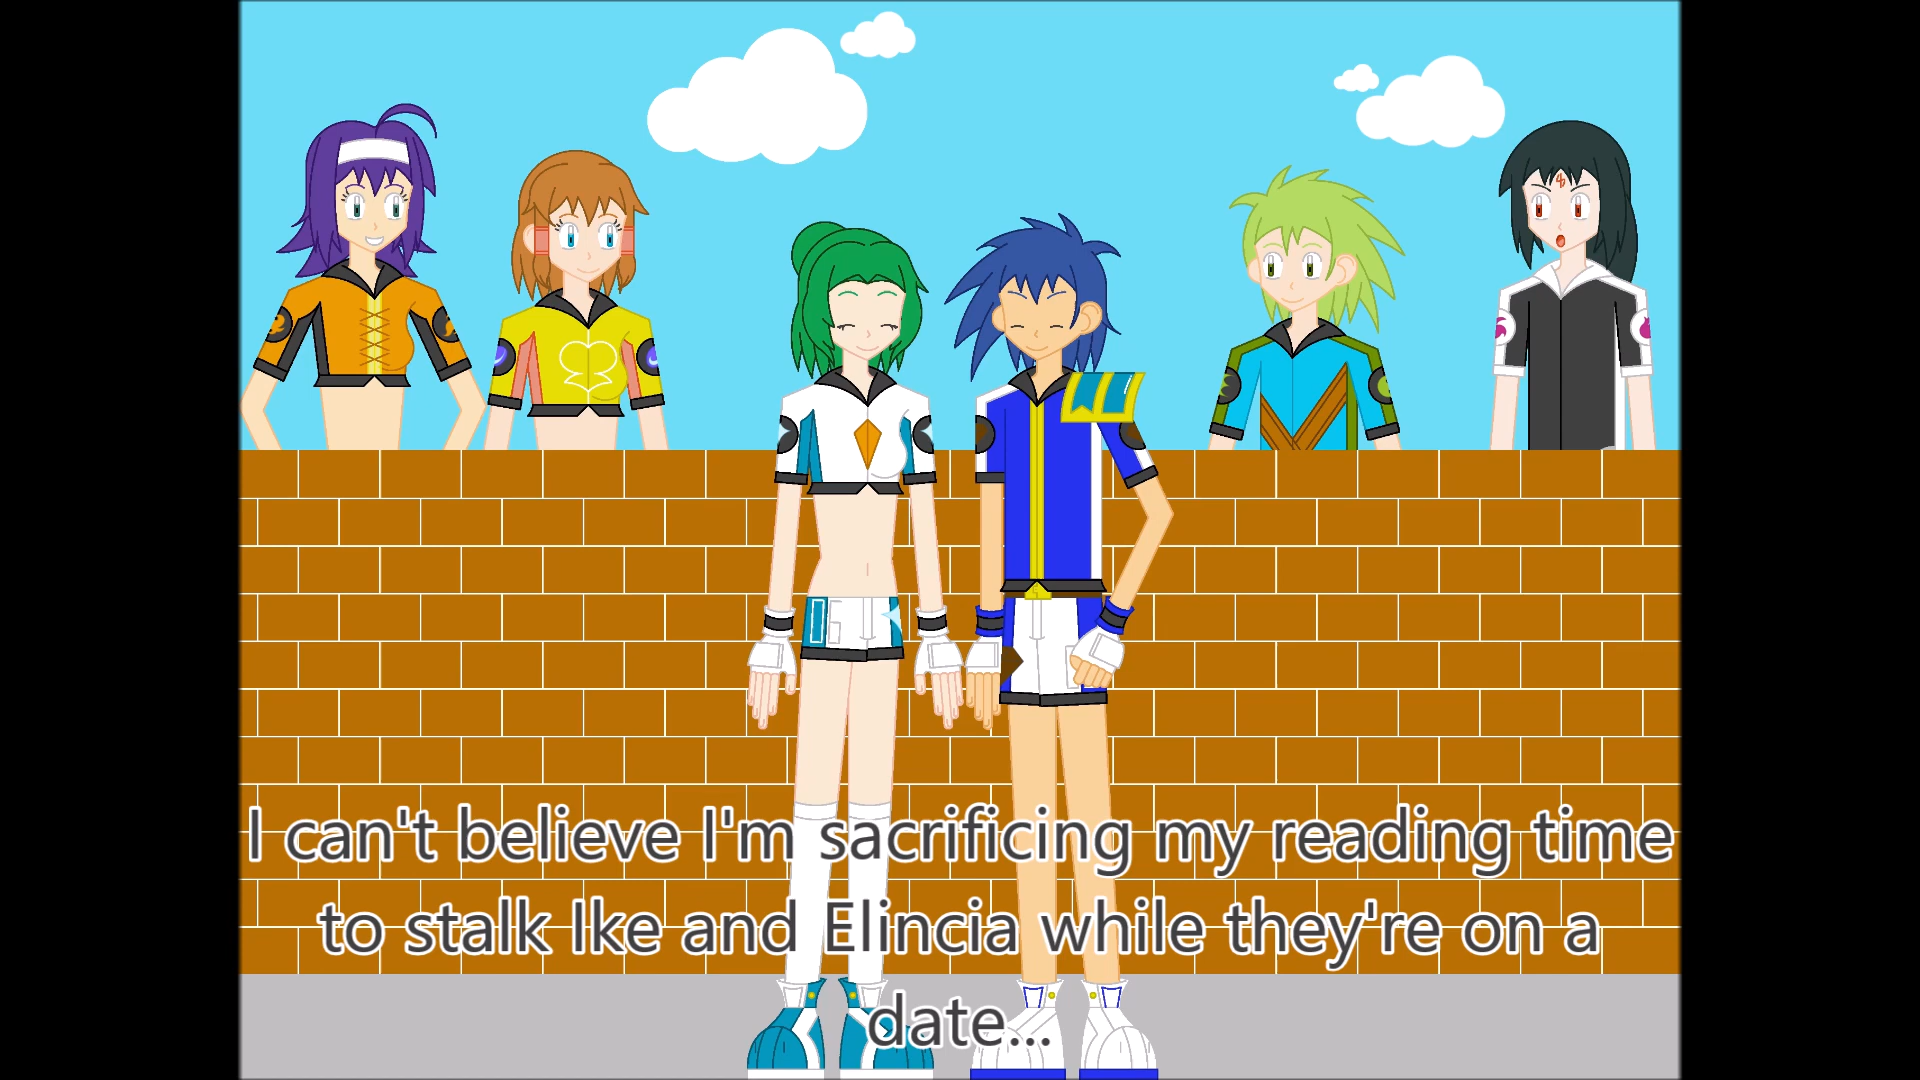 I can't believe I'm sacrificing my reading time
to stalk Ike and Elincia while they're on a
date...